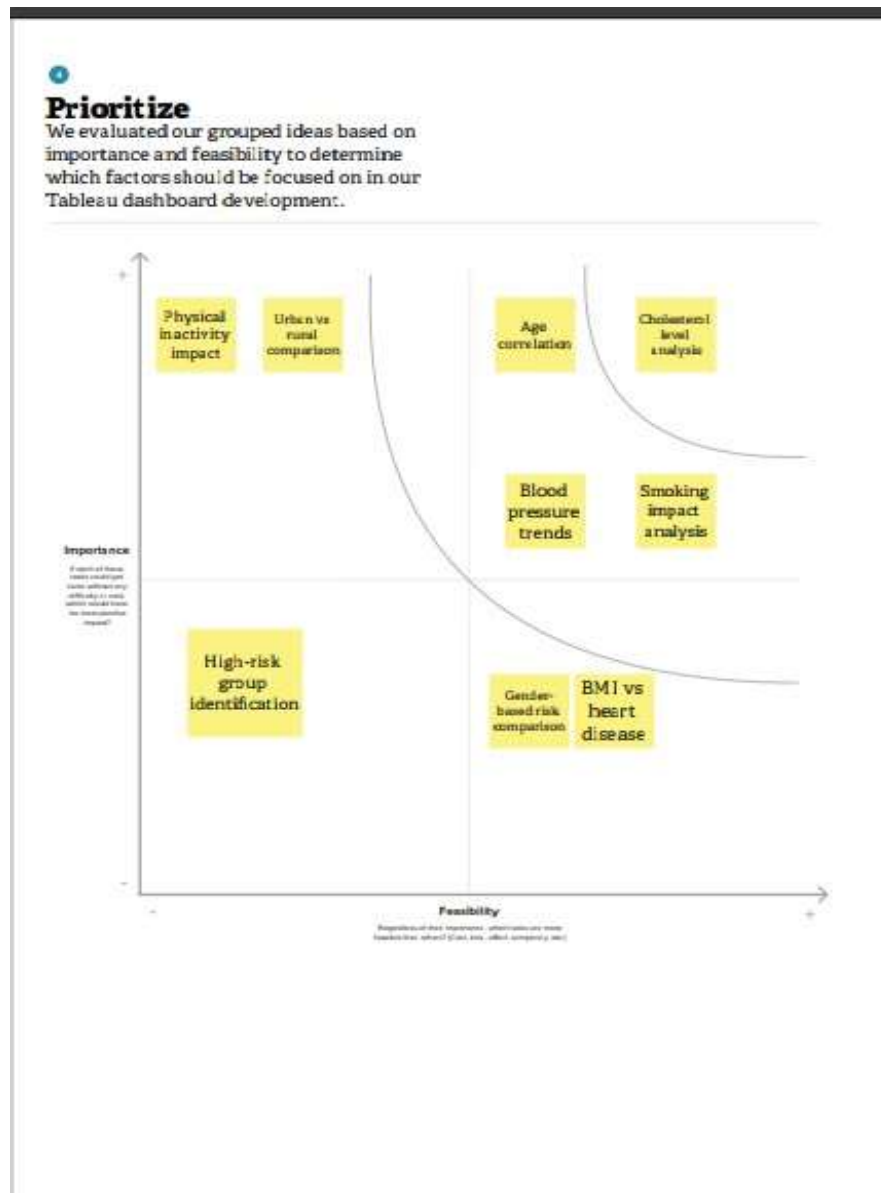 4
Prioritize
We evaluated our grouped ideas based on
importance and feasibility to determine
which factors should be focused on in our
Tableau dashboard development.
+
Physical
inactivity
impact
Urban vs
rural
comparison
Age
correlation
Cholesterol
level
analysis
Blood
pressure
trends
Smoking
impact
analysis
Importance
High-risk
group
identification
Gender-
based risk
comparison
BMI vs
heart
disease
-
-
Feasibility
+